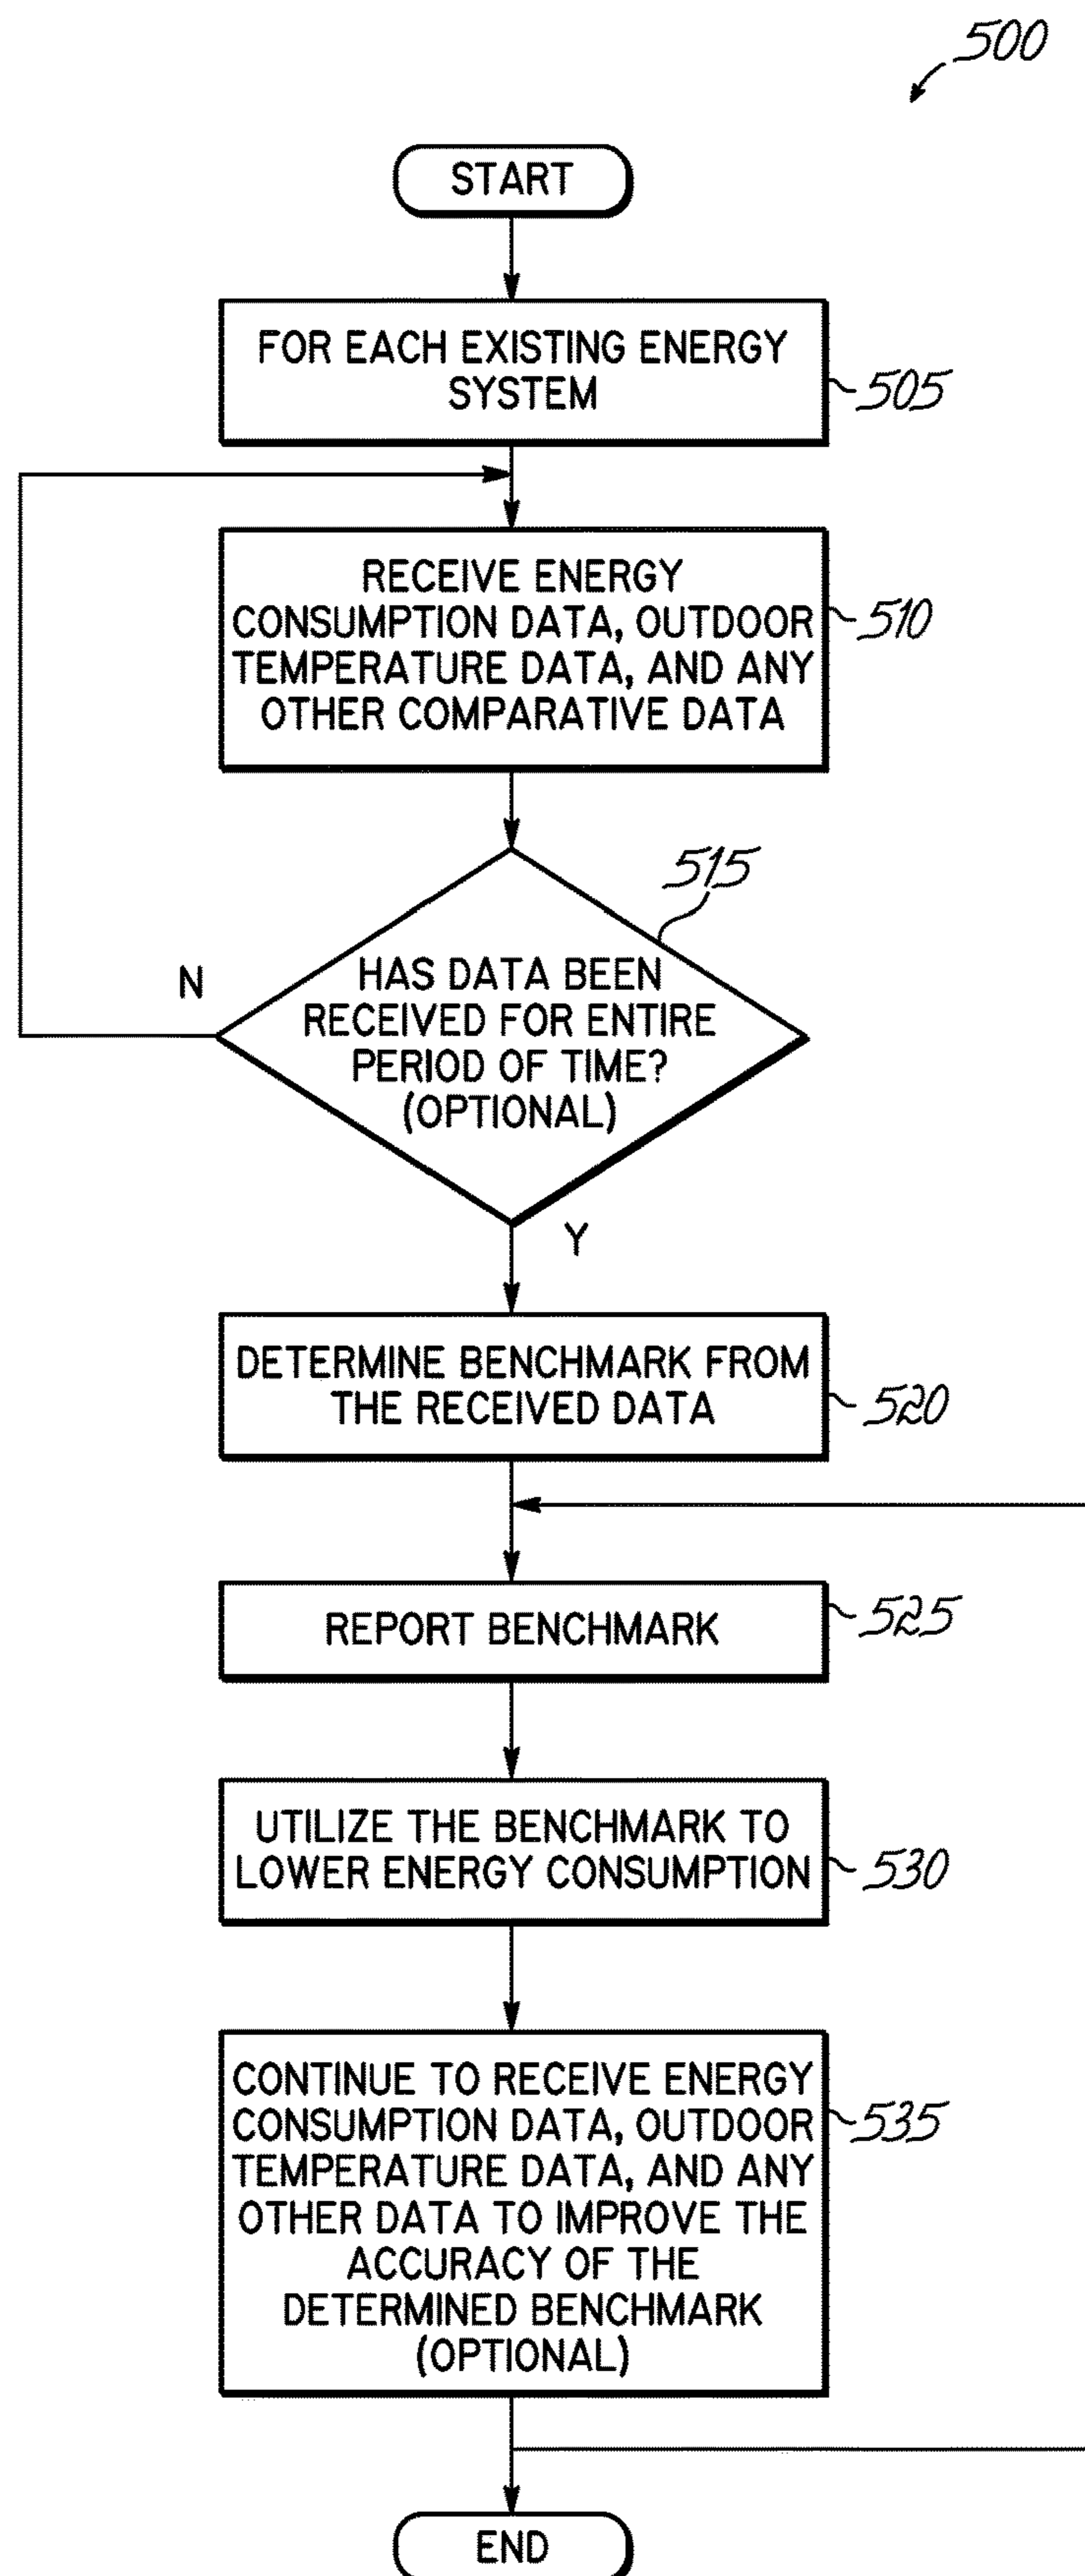 500
START
FOR EACH EXISTING ENERGY
SYSTEM
505
RECEIVE ENERGY
CONSUMPTION DATA, OUTDOOR
TEMPERATURE DATA, AND ANY
OTHER COMPARATIVE DATA
510
515
HAS DATA BEEN
RECEIVED FOR ENTIRE
PERIOD OF TIME?
(OPTIONAL)
N
Y
DETERMINE BENCHMARK FROM
THE RECEIVED DATA
520
REPORT BENCHMARK
525
UTILIZE THE BENCHMARK TO
LOWER ENERGY CONSUMPTION
530
CONTINUE TO RECEIVE ENERGY
CONSUMPTION DATA, OUTDOOR
TEMPERATURE DATA, AND ANY
OTHER DATA TO IMPROVE THE
ACCURACY OF THE
DETERMINED BENCHMARK
(OPTIONAL)
535
END